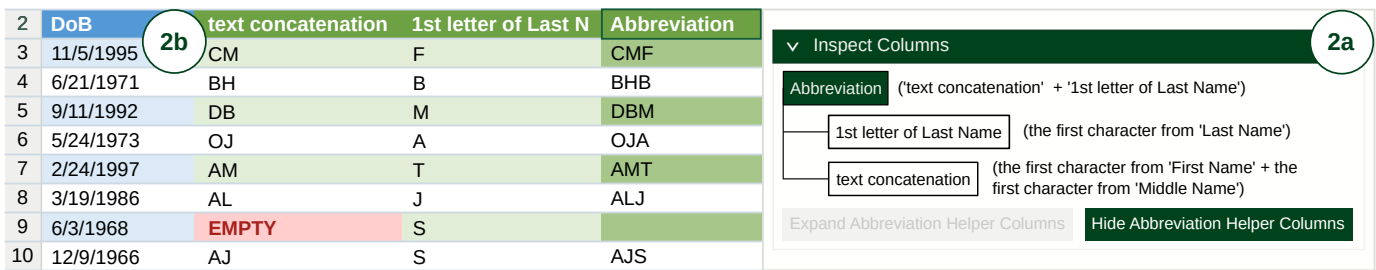 2 DoB text concatenation 1st letter of Last N Abbreviation
2b
3 11/5/1995 CM F CMF
4 6/21/1971 BH B BHB
5 9/11/1992 DB M DBM
6 5/24/1973 OJ A OJA
7 2/24/1997 AM T AMT
8 3/19/1986 AL J ALJ
9 6/3/1968 EMPTY S
10 12/9/1966 AJ S AJS
Inspect Columns
2a
Abbreviation ('text concatenation' + '1st letter of Last Name')
1st letter of Last Name (the first character from 'Last Name')
text concatenation (the first character from 'First Name' + the
first character from 'Middle Name')
Expand Abbreviation Helper Columns Hide Abbreviation Helper Columns